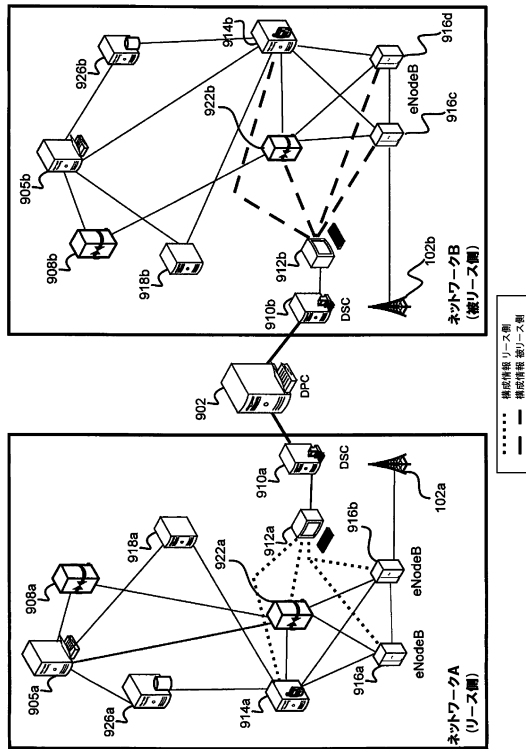 905a
908a
918a
926a
914a
922a
912a
910a
DSC
916a
eNodeB
916b
eNodeB
102a
ネットワークA
(リース側)
902
DPC
905b
926b
908b
918b
914b
922b
912b
910b
DSC
916c
916d
eNodeB
102b
ネットワークB
(被リース側)
構成情報 リース側
構成情報 被リース側